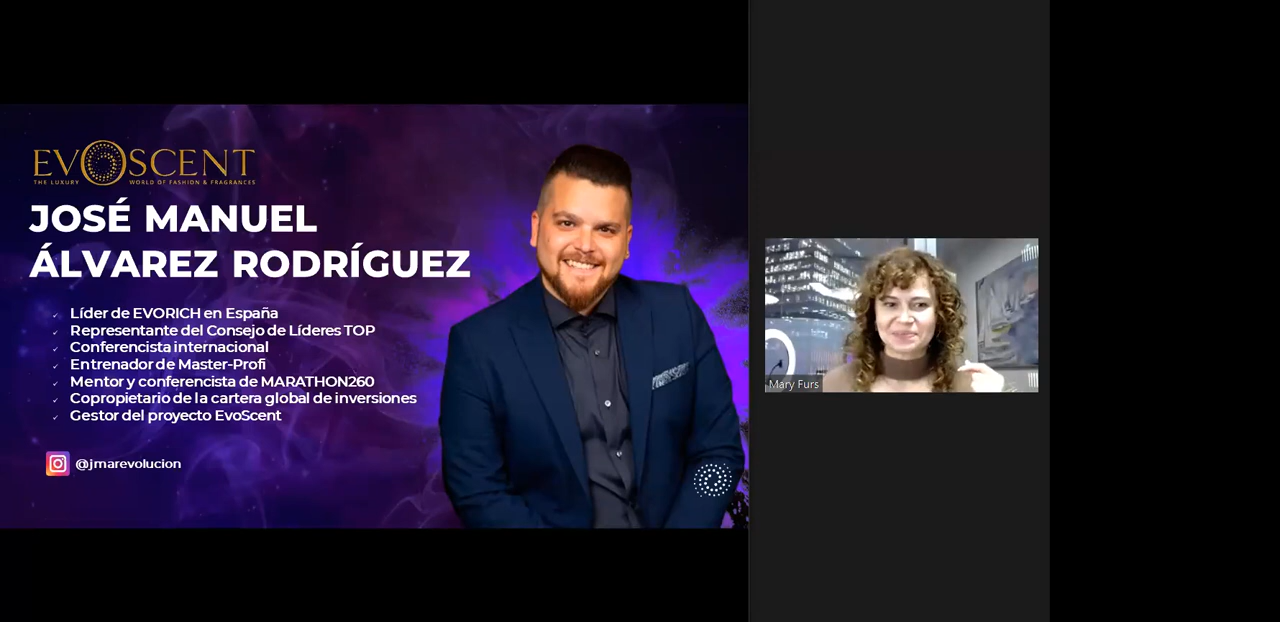 EVOSCENT
THE LUXURY WORLD OF FASHION & FRAGRANCES
JOSÉ MANUEL
ÁLVAREZ RODRÍGUEZ
Líder de EVORICH en España
Representante del Consejo de Líderes TOP
Conferencista internacional
Entrenador de Master-Profi
Mentor y conferencista de MARATHON260
Copropietario de la cartera global de inversiones
Gestor del proyecto EvoScent
@jmarevolucion
Mary Furs